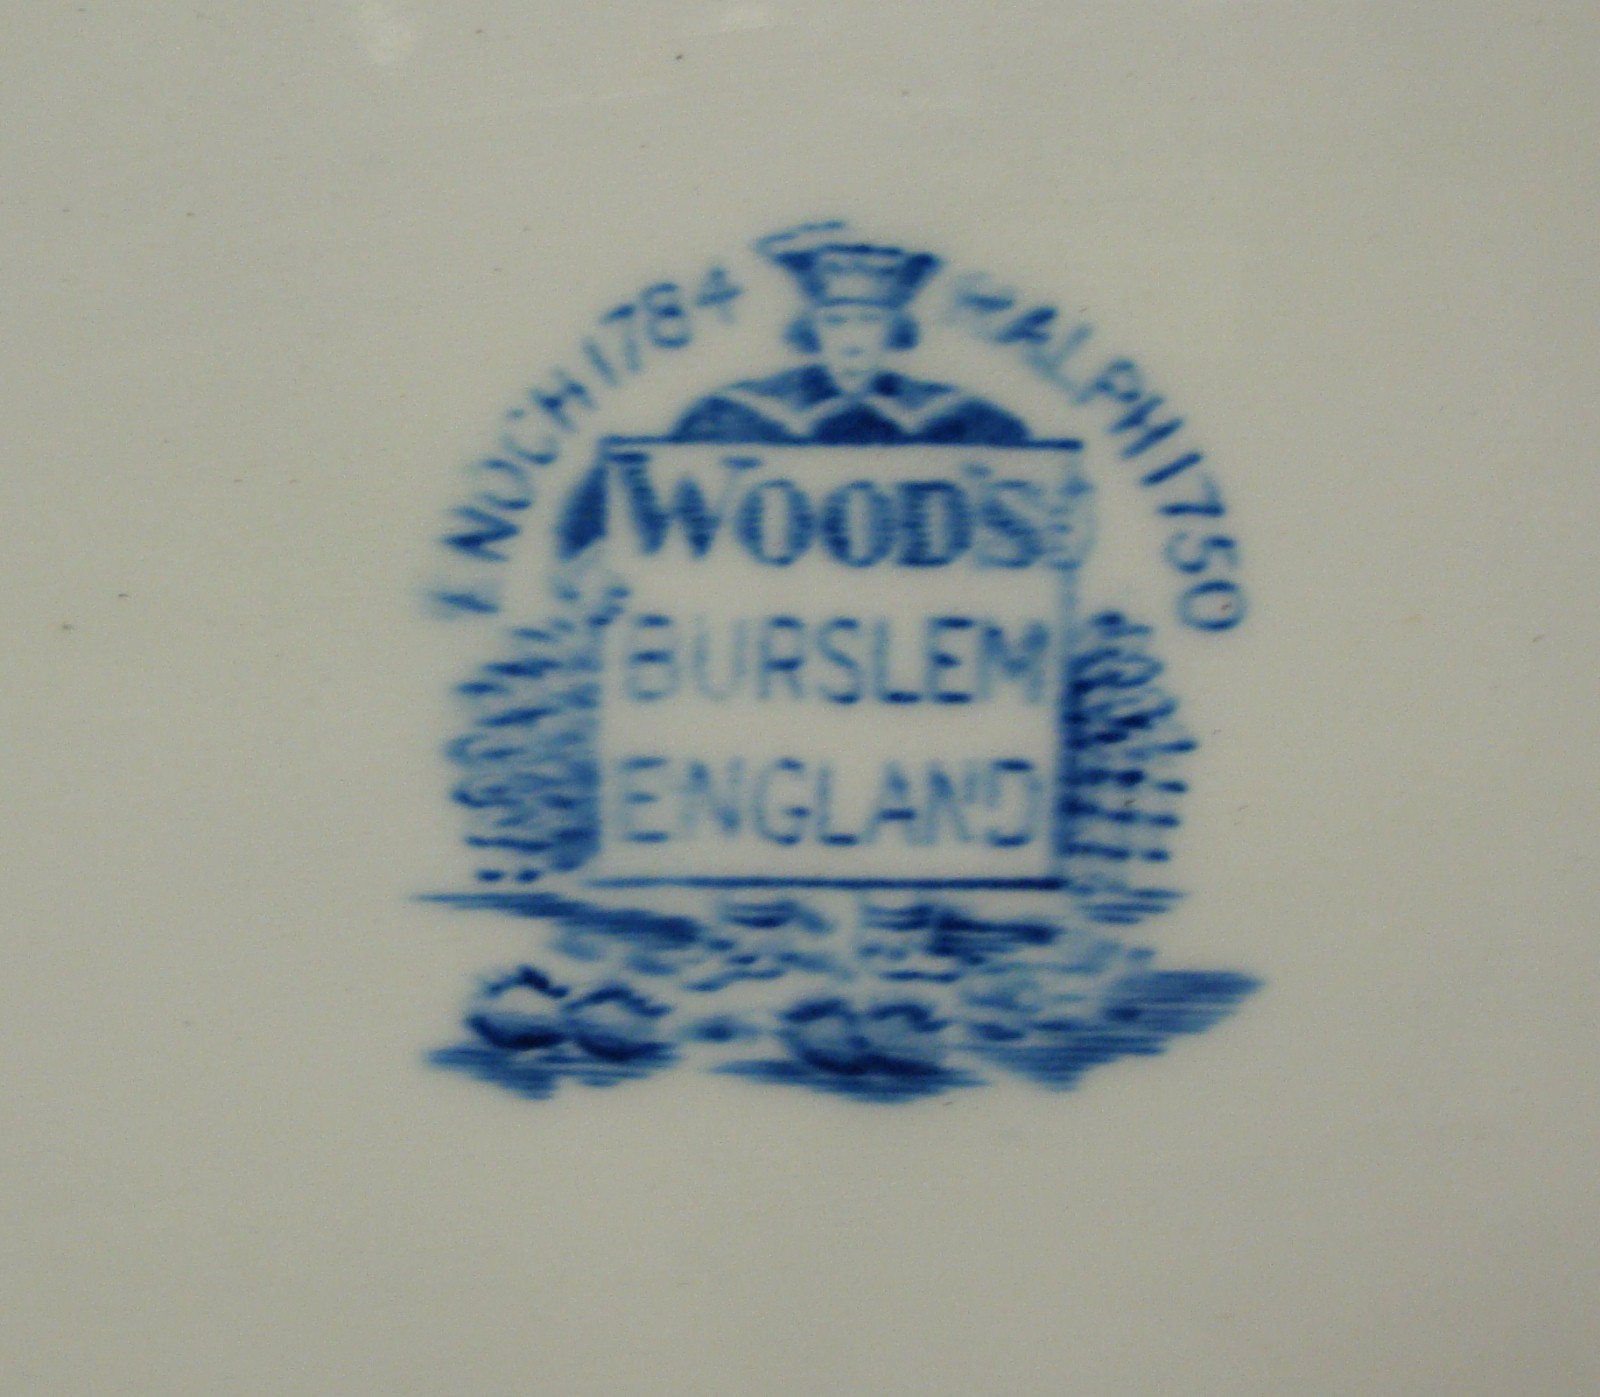 ENOCH 1784 RALPH 1750
WOOD'S
BURSLEM
ENGLAND